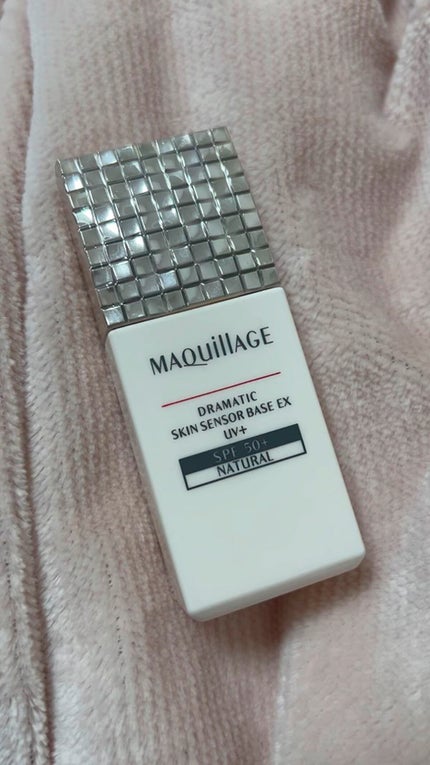 MAQuillAGE
DRAMATIC
SKIN SENSOR BASE EX
UV+
SPF 50+
NATURAL